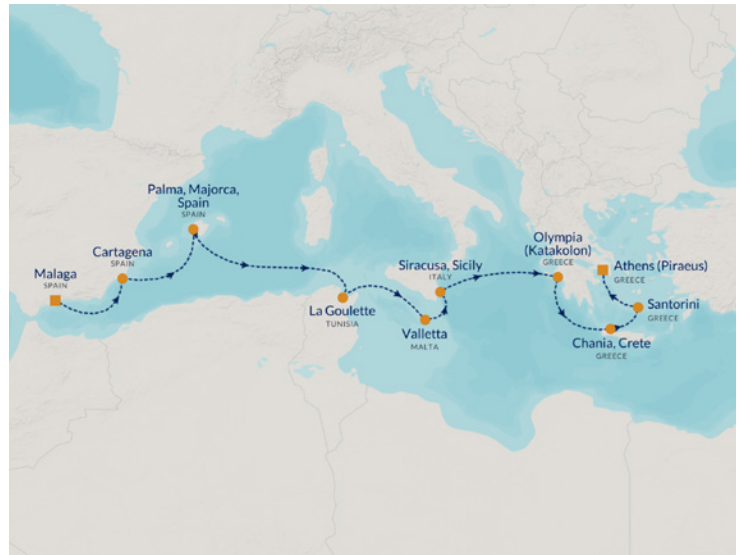 Palma, Majorca,
Spain
SPAIN
Cartagena
SPAIN
Malaga
SPAIN
La Goulette
TUNISIA
Valletta
MALTA
Siracusa, Sicily
ITALY
Olympia
(Katakolon)
GREECE
Athens (Piraeus)
GREECE
Santorini
GREECE
Chania, Crete
GREECE